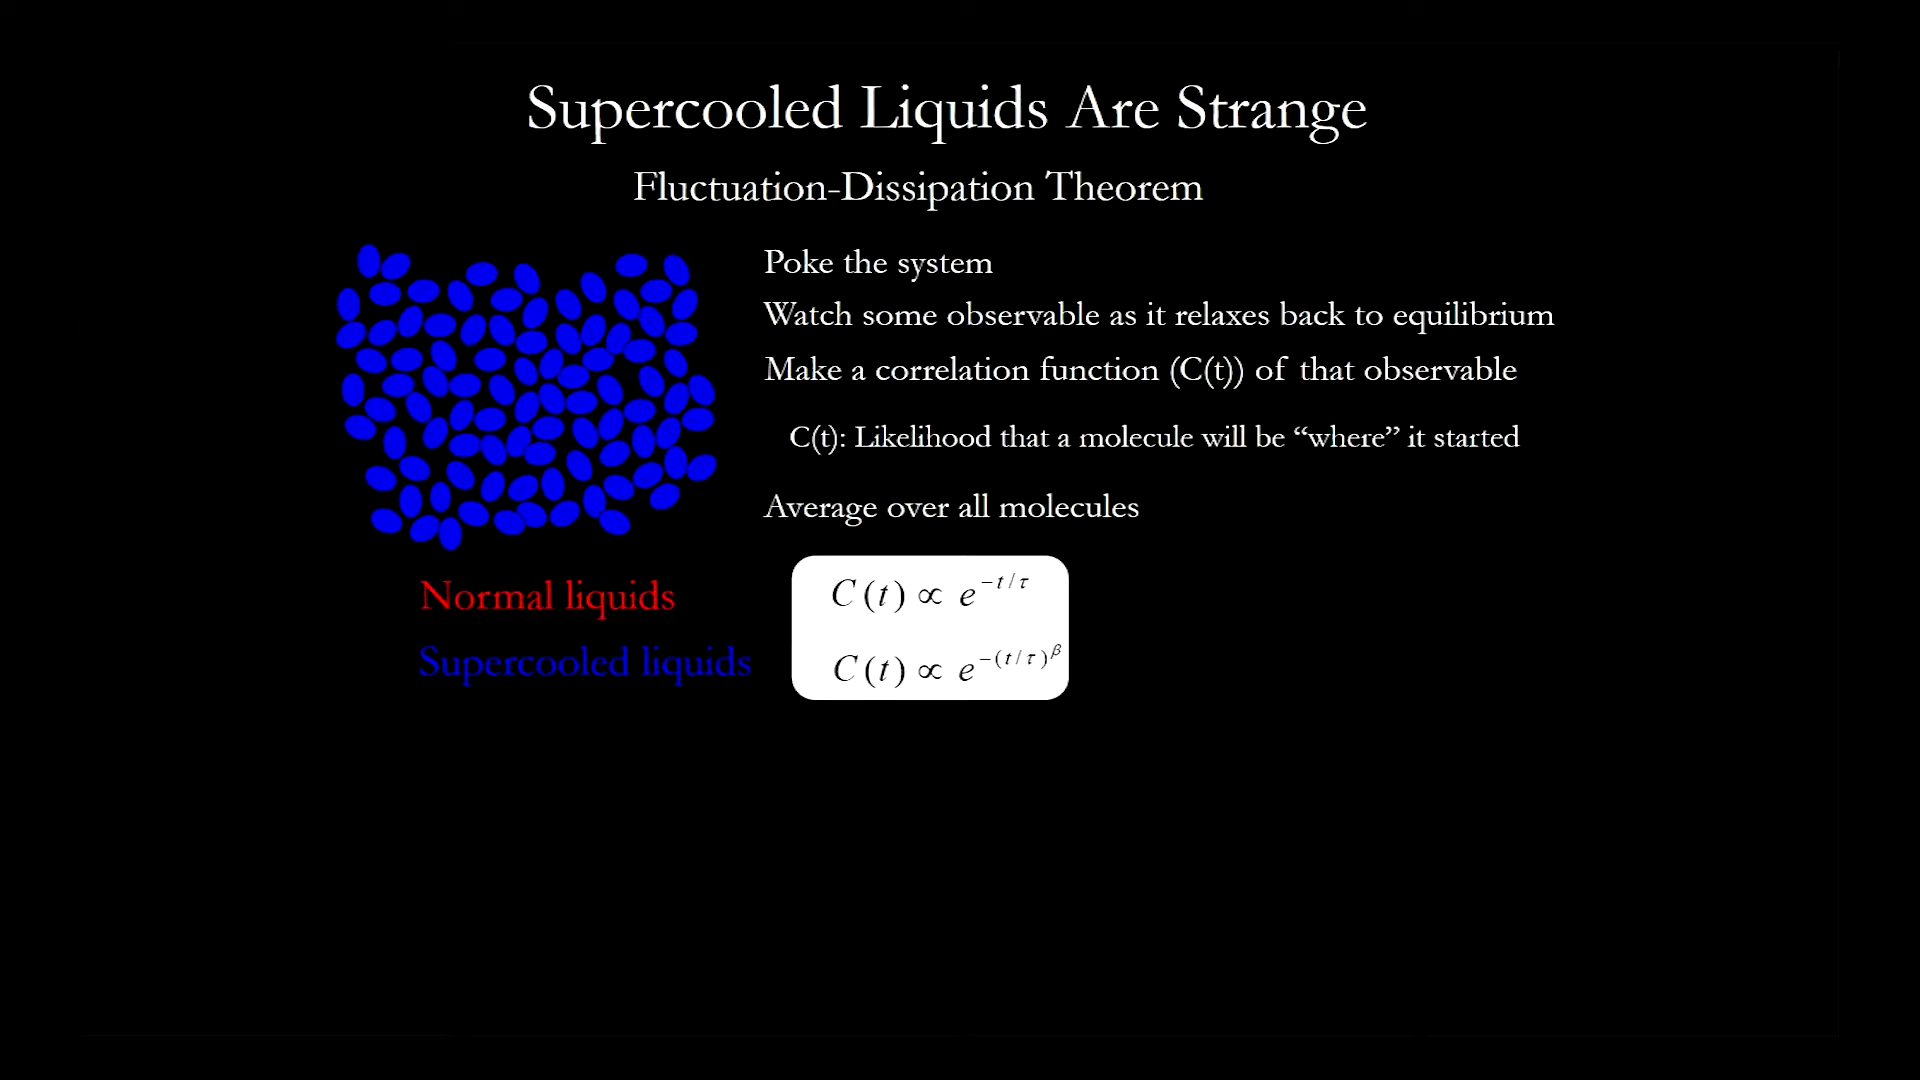 Supercooled Liquids Are Strange
Fluctuation-Dissipation Theorem
Poke the system
Watch some observable as it relaxes back to equilibrium
Make a correlation function (C(t)) of that observable
C(t): Likelihood that a molecule will be “where” it started
Average over all molecules
Normal liquids
C(t) ∝ e^{-t/τ}
Supercooled liquids
C(t) ∝ e^{-(t/τ)^β}